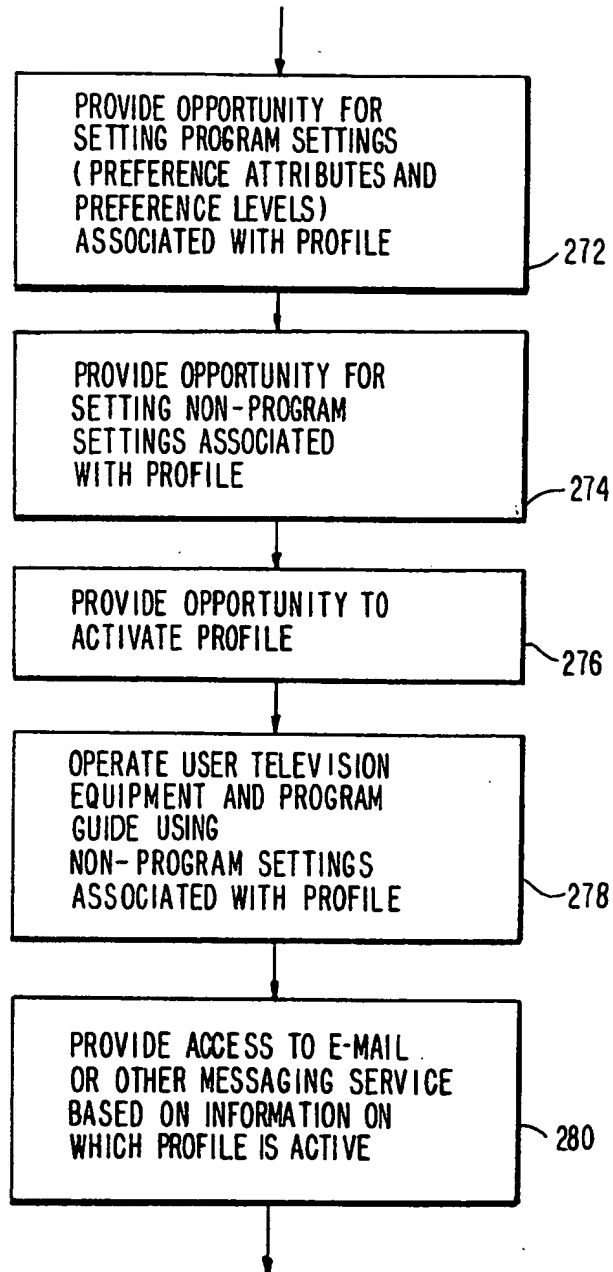 PROVIDE OPPORTUNITY FOR
SETTING PROGRAM SETTINGS
(PREFERENCE ATTRIBUTES AND
PREFERENCE LEVELS)
ASSOCIATED WITH PROFILE
272
PROVIDE OPPORTUNITY FOR
SETTING NON-PROGRAM
SETTINGS ASSOCIATED
WITH PROFILE
274
PROVIDE OPPORTUNITY TO
ACTIVATE PROFILE
276
OPERATE USER TELEVISION
EQUIPMENT AND PROGRAM
GUIDE USING
NON-PROGRAM SETTINGS
ASSOCIATED WITH PROFILE
278
PROVIDE ACCESS TO E-MAIL
OR OTHER MESSAGING SERVICE
BASED ON INFORMATION ON
WHICH PROFILE IS ACTIVE
280